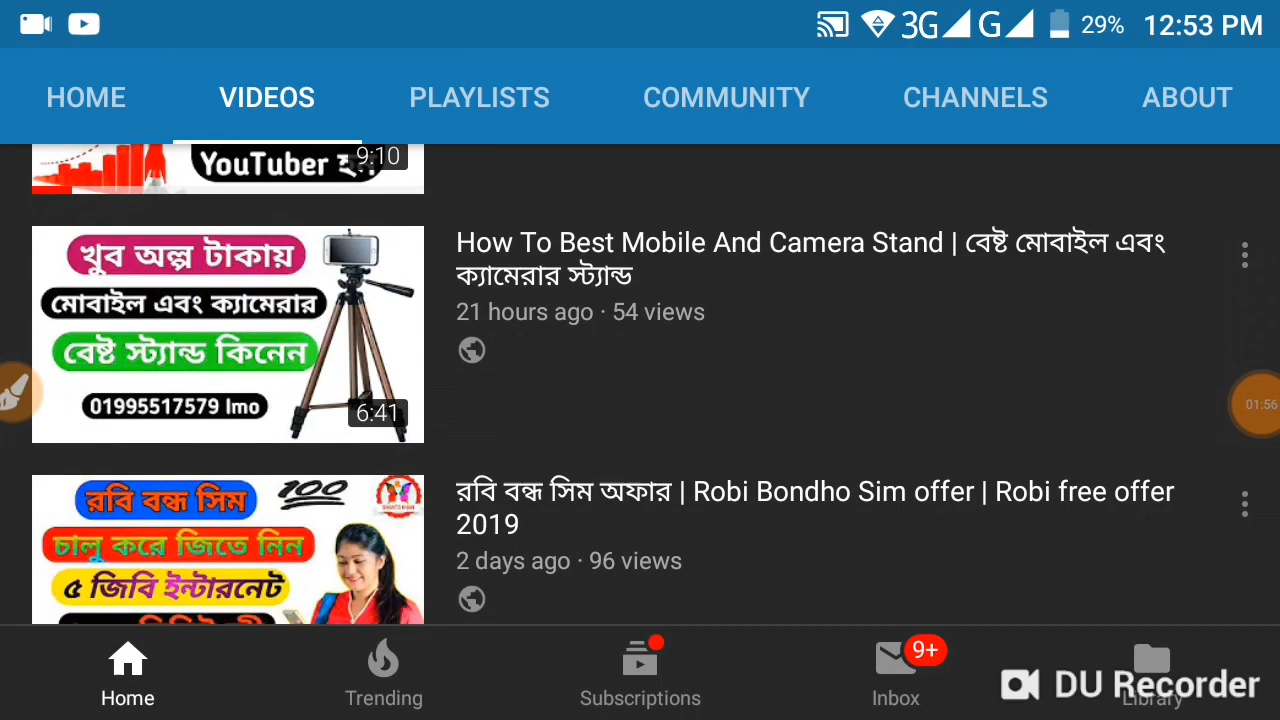 3G G 29% 12:53 PM
HOME VIDEOS PLAYLISTS COMMUNITY CHANNELS ABOUT
YouTuber হন
9:10
খুব অল্প টাকায়
মোবাইল এবং ক্যামেরার
বেষ্ট স্ট্যান্ড কিনেন
01995517579 Imo
6:41
How To Best Mobile And Camera Stand | বেষ্ট মোবাইল এবং
ক্যামেরার স্ট্যান্ড
21 hours ago · 54 views
01:56
রবি বন্ধ সিম
100
চালু করে জিতে নিন
৫ জিবি ইন্টারনেট
রবি বন্ধ সিম অফার | Robi Bondho Sim offer | Robi free offer
2019
2 days ago · 96 views
Home Trending Subscriptions Inbox Library
9+
DU Recorder